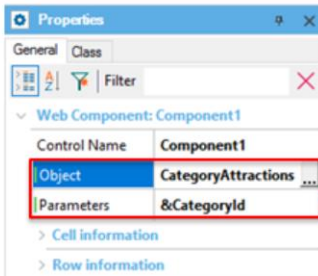 Properties
General Class
Filter
Web Component: Component1
Control Name Component1
Object CategoryAttractions ...
Parameters &CategoryId
Cell information
Row information